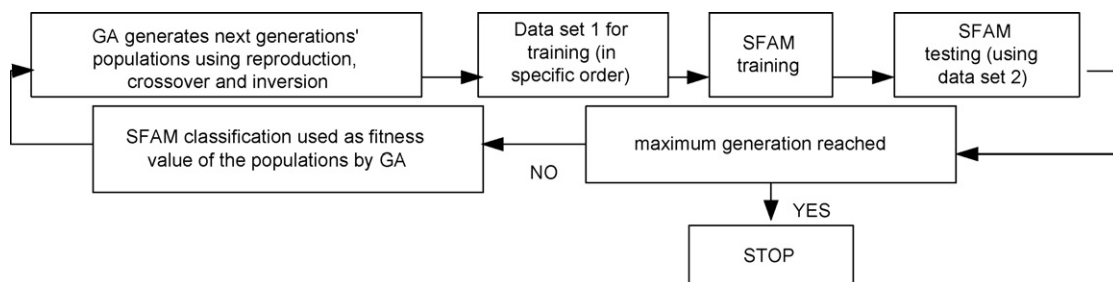 GA generates next generations'
populations using reproduction,
crossover and inversion
Data set 1 for
training (in
specific order)
SFAM
training
SFAM
testing (using
data set 2)
SFAM classification used as fitness
value of the populations by GA
NO
maximum generation reached
YES
STOP